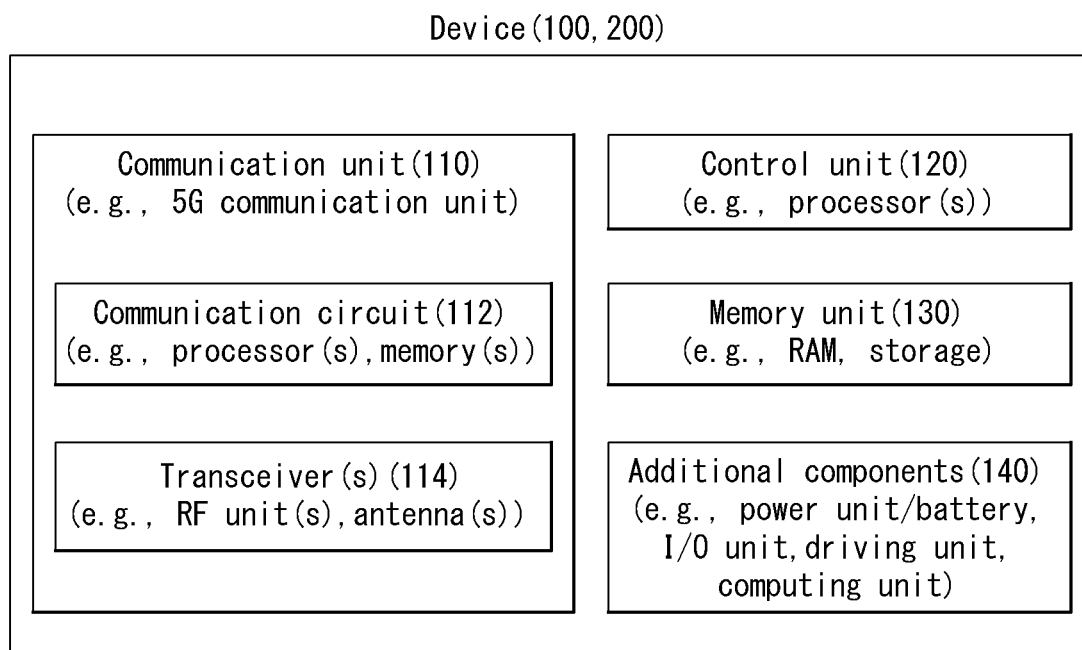 Device(100,200)
Communication unit(110)
(e.g., 5G communication unit)
Communication circuit(112)
(e.g., processor(s),memory(s))
Transceiver(s)(114)
(e.g., RF unit(s),antenna(s))
Control unit(120)
(e.g., processor(s))
Memory unit(130)
(e.g., RAM, storage)
Additional components(140)
(e.g., power unit/battery,
I/O unit,driving unit,
computing unit)